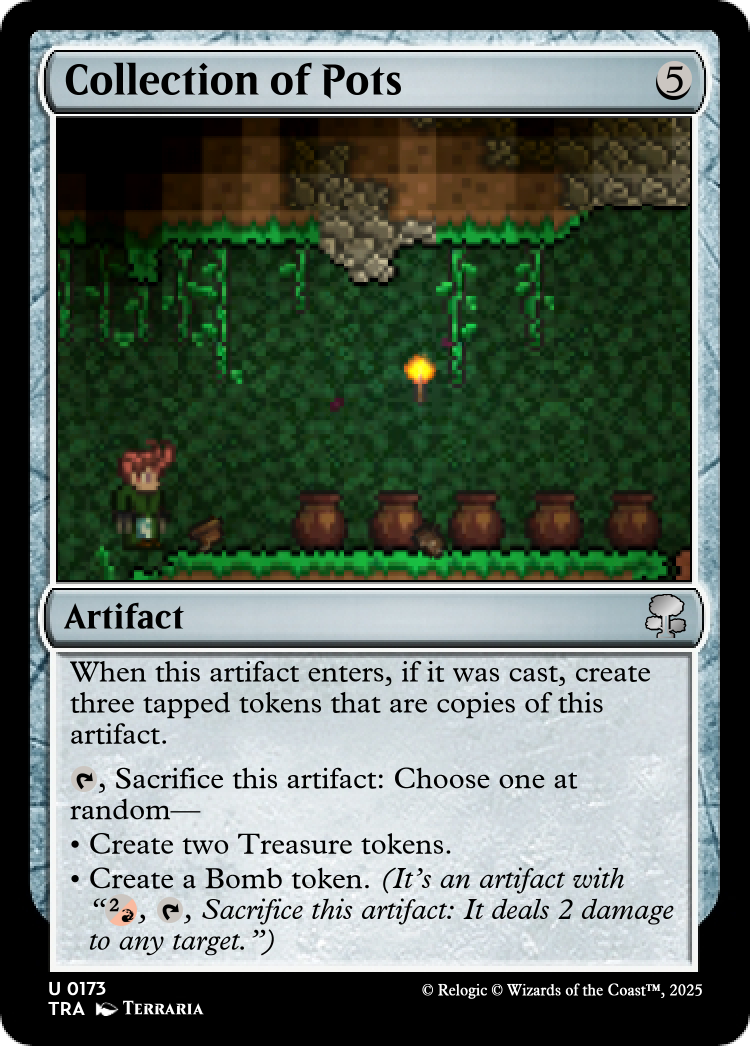 Collection of Pots 5
Artifact
When this artifact enters, if it was cast, create
three tapped tokens that are copies of this
artifact.
, Sacrifice this artifact: Choose one at
random—
• Create two Treasure tokens.
• Create a Bomb token. (It's an artifact with
“2, , Sacrifice this artifact: It deals 2 damage
to any target.”)
U 0173
TRA TERRARIA
© Relogic © Wizards of the Coast™, 2025